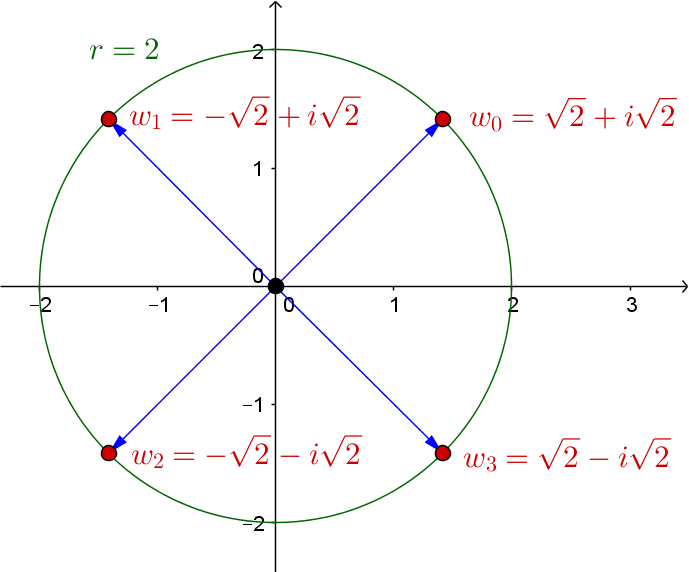 r = 2
2
w₁ = −√2 + i√2
w₀ = √2 + i√2
1
0
−2
−1
0
1
2
3
−1
w₂ = −√2 − i√2
w₃ = √2 − i√2
−2